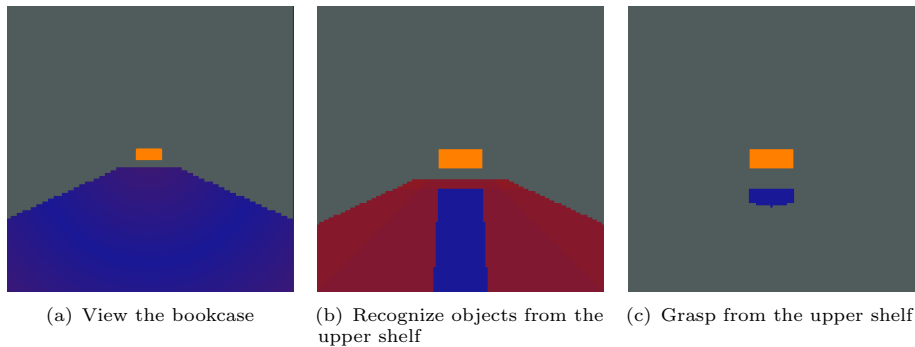 (a) View the bookcase
(b) Recognize objects from the
upper shelf
(c) Grasp from the upper shelf